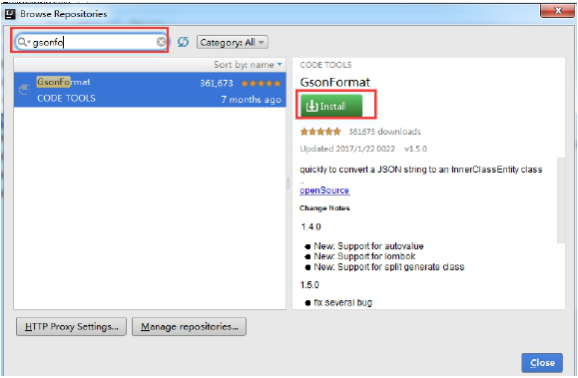 Browse Repositories
gsonfo
Category: All
Sort by: name
GsonFormat
361,673
CODE TOOLS
7 months ago
CODE TOOLS
GsonFormat
Install
361673 downloads
Updated 2017/1/22 0022 v1.5.0
quickly to convert a JSON string to an InnerClassEntity class
..
openSource
Change Notes
1.4.0
● New: Support for autovalue
● New: Support for lombok
● New: Support for split generate class
1.5.0
● fix several bug
HTTP Proxy Settings...
Manage repositories...
Close